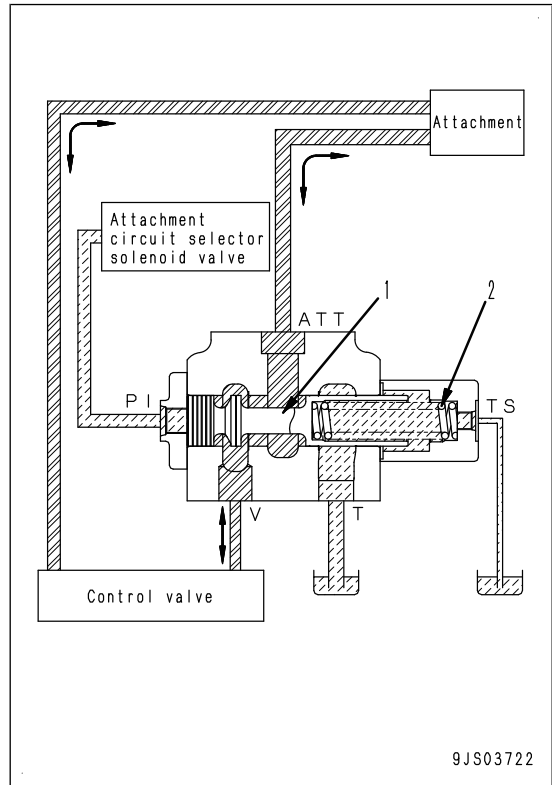 Attachment
Attachment
circuit selector
solenoid valve
1
2
ATT
PI
TS
V
T
Control valve
9JS03722